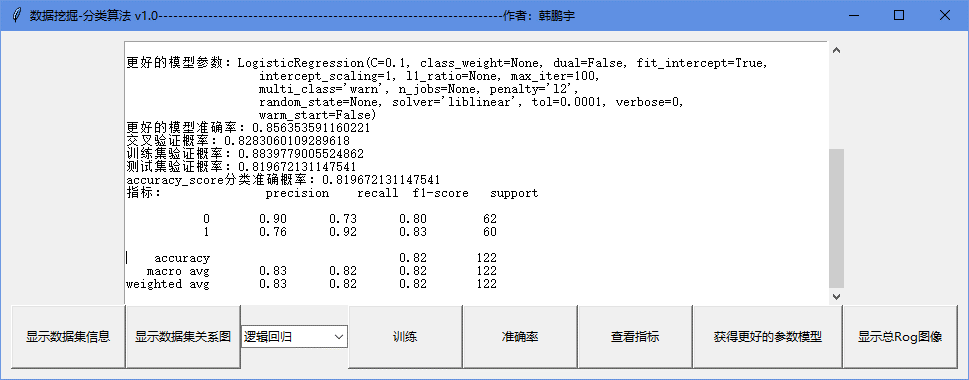 数据挖掘-分类算法 v1.0---------------------------------------------------------------------作者：韩鹏宇
更好的模型参数：LogisticRegression(C=0.1, class_weight=None, dual=False, fit_intercept=True,
intercept_scaling=1, l1_ratio=None, max_iter=100,
multi_class='warn', n_jobs=None, penalty='l2',
random_state=None, solver='liblinear', tol=0.0001, verbose=0,
warm_start=False)
更好的模型准确率：0.856353591160221
交叉验证概率：0.8283060109289618
训练集验证概率：0.8839779005524862
测试集验证概率：0.819672131147541
accuracy_score分类准确概率：0.819672131147541
指标： precision recall f1-score support
0 0.90 0.73 0.80 62
1 0.76 0.92 0.83 60
accuracy 0.82 122
macro avg 0.83 0.82 0.82 122
weighted avg 0.83 0.82 0.82 122
显示数据集信息 显示数据集关系图 逻辑回归 训练 准确率 查看指标 获得更好的参数模型 显示总Rog图像